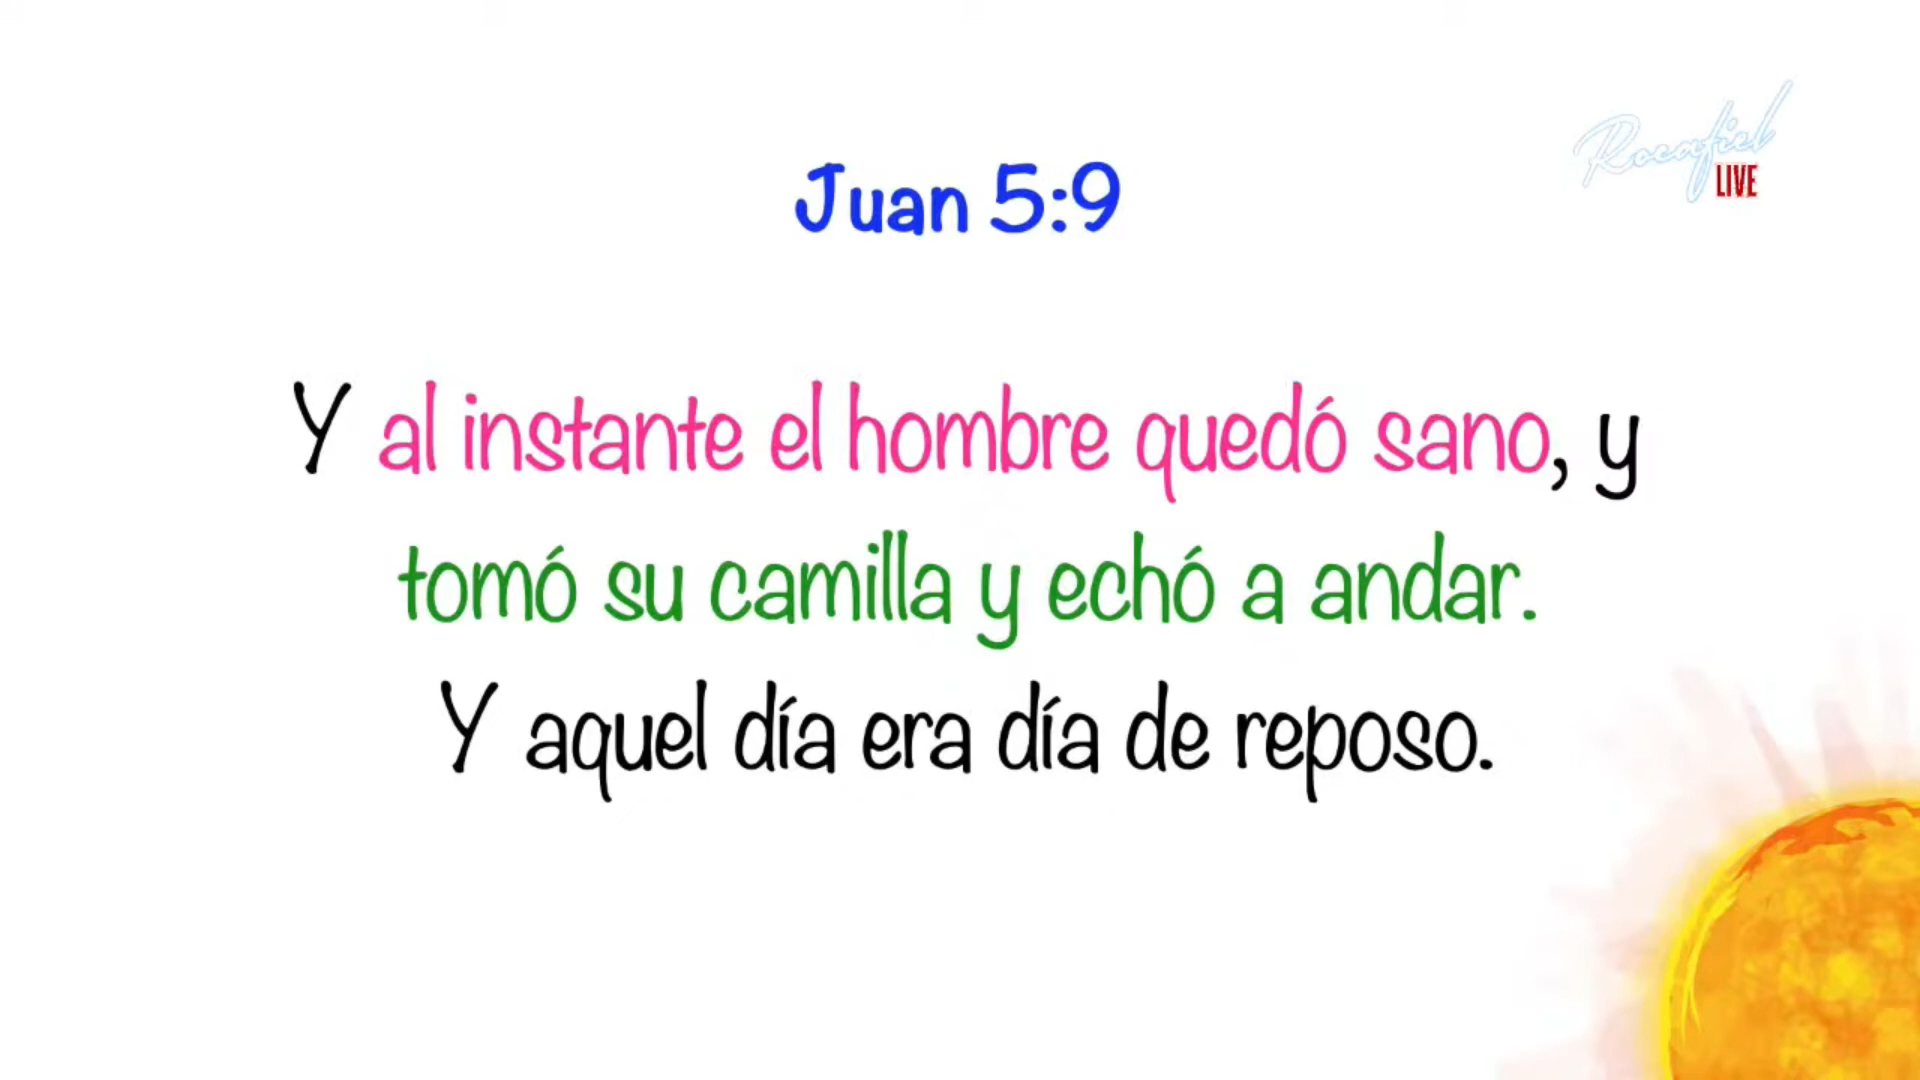 Rocafiel
LIVE
Juan 5:9
Y al instante el hombre quedó sano, y
tomó su camilla y echó a andar.
Y aquel día era día de reposo.